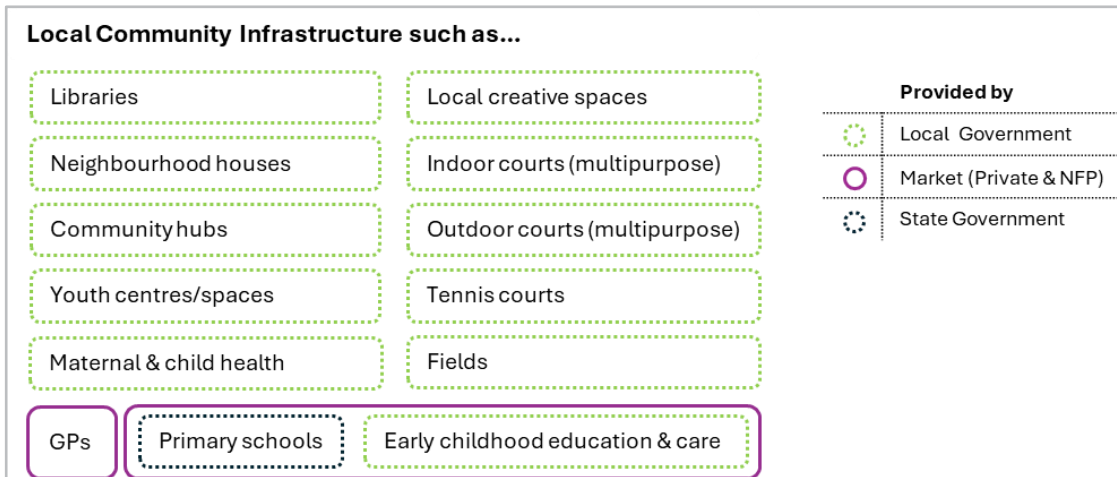 Local Community Infrastructure such as...
Libraries
Local creative spaces
Neighbourhood houses
Indoor courts (multipurpose)
Community hubs
Outdoor courts (multipurpose)
Youth centres/spaces
Tennis courts
Maternal & child health
Fields
GPs
Primary schools
Early childhood education & care
Provided by
Local Government
Market (Private & NFP)
State Government